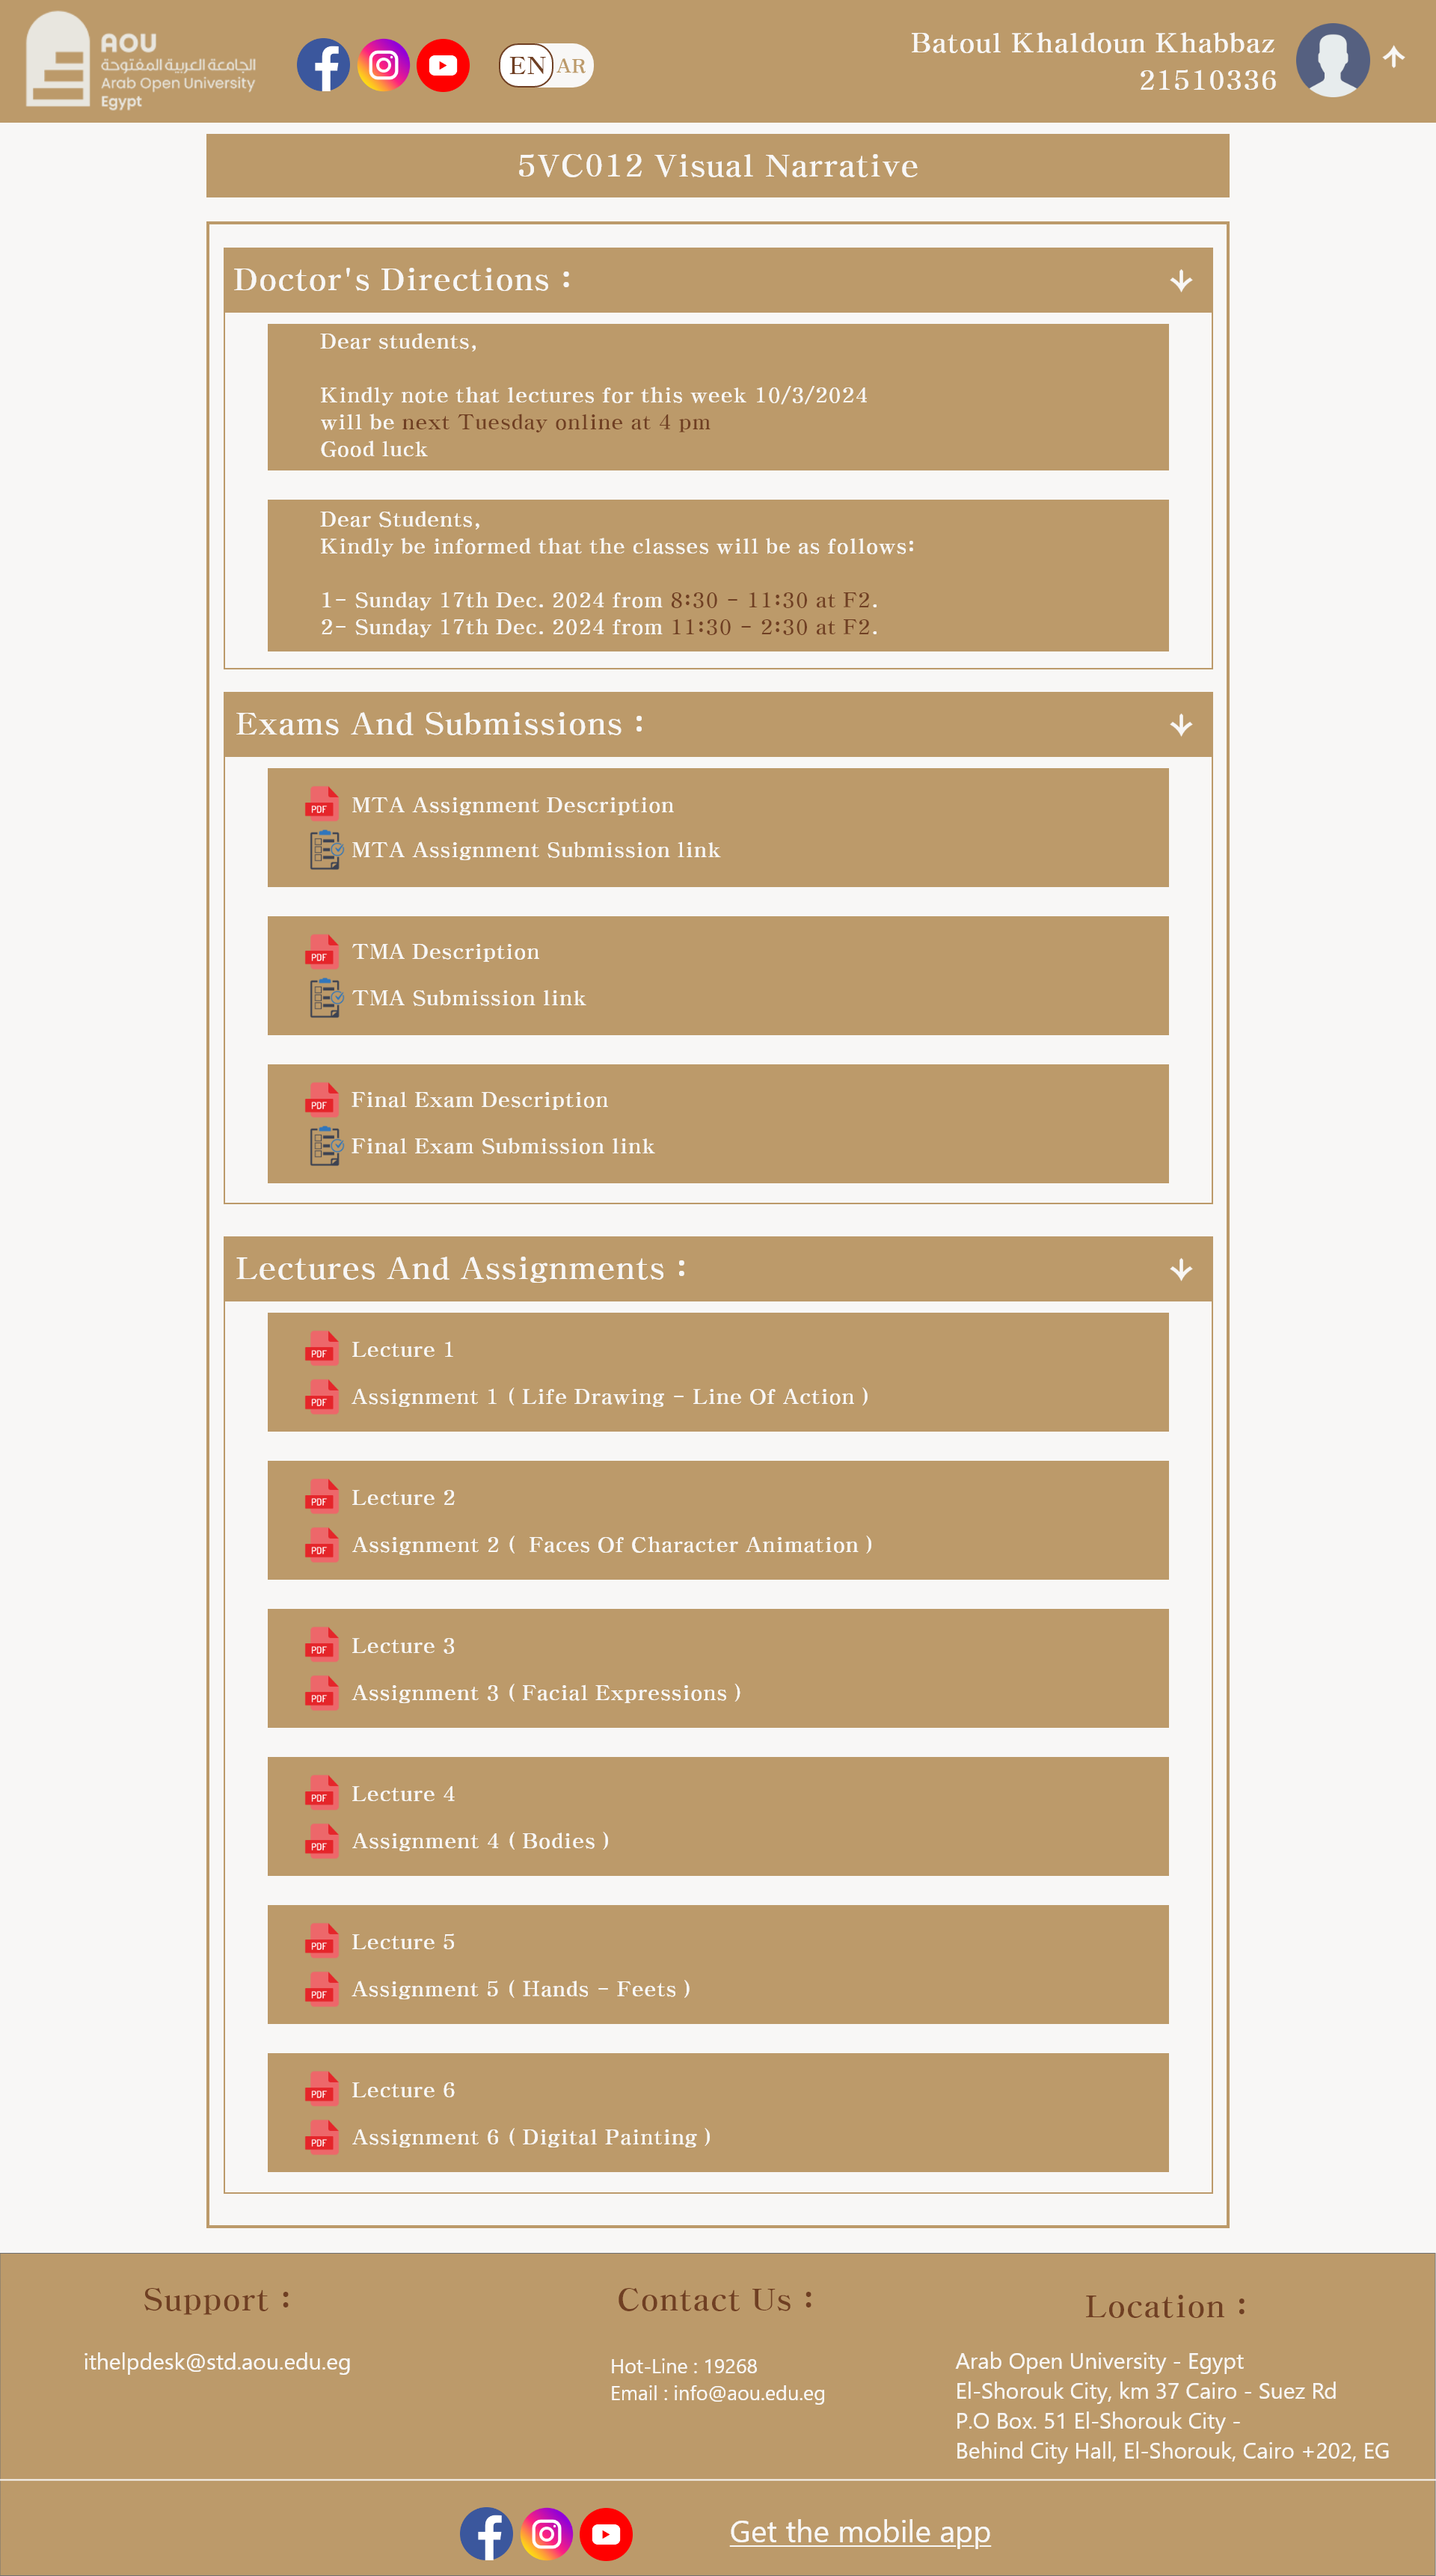 AOU
الجامعة العربية المفتوحة
Arab Open University
Egypt
EN AR
Batoul Khaldoun Khabbaz
21510336
5VC012 Visual Narrative
Doctor's Directions :
Dear students,
Kindly note that lectures for this week 10/3/2024
will be next Tuesday online at 4 pm
Good luck
Dear Students,
Kindly be informed that the classes will be as follows:
1- Sunday 17th Dec. 2024 from 8:30 - 11:30 at F2.
2- Sunday 17th Dec. 2024 from 11:30 - 2:30 at F2.
Exams And Submissions :
PDF MTA Assignment Description
MTA Assignment Submission link
PDF TMA Description
TMA Submission link
PDF Final Exam Description
Final Exam Submission link
Lectures And Assignments :
PDF Lecture 1
PDF Assignment 1 ( Life Drawing - Line Of Action )
PDF Lecture 2
PDF Assignment 2 ( Faces Of Character Animation )
PDF Lecture 3
PDF Assignment 3 ( Facial Expressions )
PDF Lecture 4
PDF Assignment 4 ( Bodies )
PDF Lecture 5
PDF Assignment 5 ( Hands - Feets )
PDF Lecture 6
PDF Assignment 6 ( Digital Painting )
Support :
ithelpdesk@std.aou.edu.eg
Contact Us :
Hot-Line : 19268
Email : info@aou.edu.eg
Location :
Arab Open University - Egypt
El-Shorouk City, km 37 Cairo - Suez Rd
P.O Box. 51 El-Shorouk City -
Behind City Hall, El-Shorouk, Cairo +202, EG
Get the mobile app